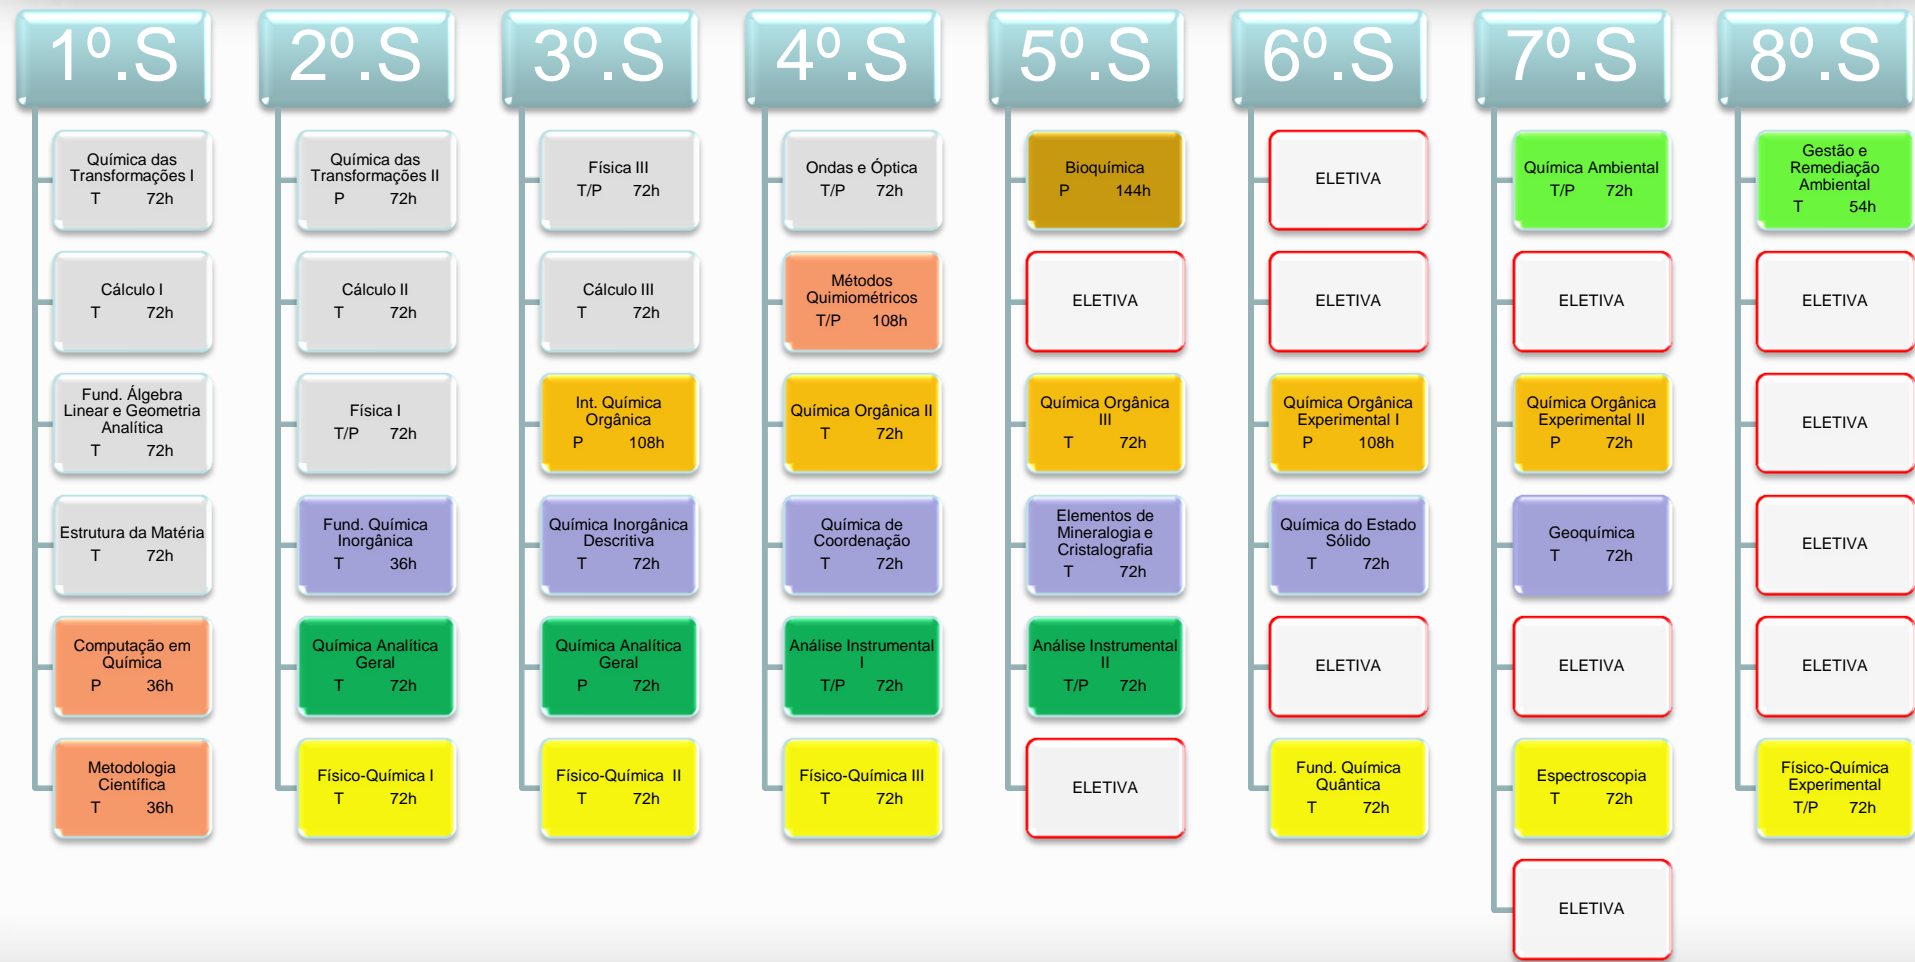 1º.S
Química das
Transformações I
T 72h
Cálculo I
T 72h
Fund. Álgebra
Linear e Geometria
Analítica
T 72h
Estrutura da Matéria
T 72h
Computação em
Química
P 36h
Metodologia
Científica
T 36h
2º.S
Química das
Transformações II
P 72h
Cálculo II
T 72h
Física I
T/P 72h
Fund. Química
Inorgânica
T 36h
Química Analítica
Geral
T 72h
Físico-Química I
T 72h
3º.S
Física III
T/P 72h
Cálculo III
T 72h
Int. Química
Orgânica
P 108h
Química Inorgânica
Descritiva
T 72h
Química Analítica
Geral
P 72h
Físico-Química II
T 72h
4º.S
Ondas e Óptica
T/P 72h
Métodos
Quimiométricos
T/P 108h
Química Orgânica II
T 72h
Química de
Coordenação
T 72h
Análise Instrumental
I
T/P 72h
Físico-Química III
T 72h
5º.S
Bioquímica
P 144h
ELETIVA
Química Orgânica
III
T 72h
Elementos de
Mineralogia e
Cristalografia
T 72h
Análise Instrumental
II
T/P 72h
ELETIVA
6º.S
ELETIVA
ELETIVA
Química Orgânica
Experimental I
P 108h
Química do Estado
Sólido
T 72h
ELETIVA
Fund. Química
Quântica
T 72h
7º.S
Química Ambiental
T/P 72h
ELETIVA
Química Orgânica
Experimental II
P 72h
Geoquímica
T 72h
ELETIVA
Espectroscopia
T 72h
ELETIVA
8º.S
Gestão e
Remediação
Ambiental
T 54h
ELETIVA
ELETIVA
ELETIVA
ELETIVA
Físico-Química
Experimental
T/P 72h